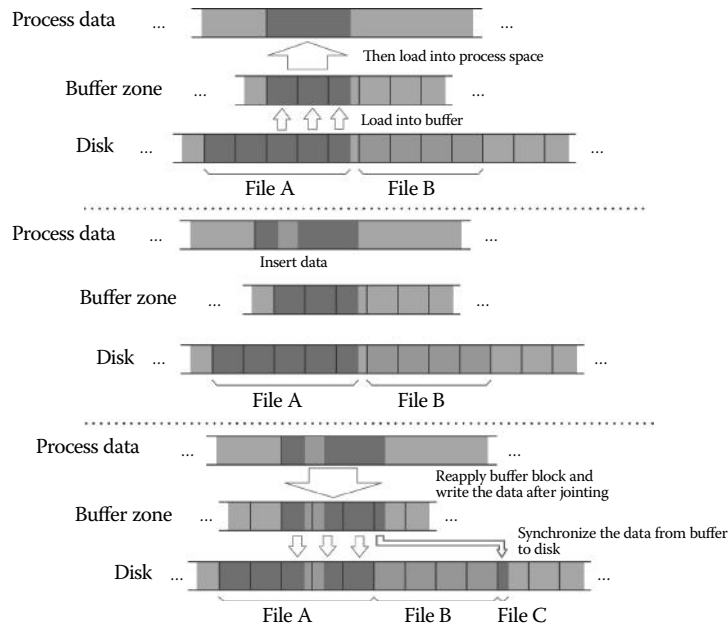 Process data ... ...
Then load into process space
Buffer zone ... ...
Load into buffer
Disk ... ...
File A File B
Process data ... ...
Insert data
Buffer zone ... ...
Disk ... ...
File A File B
Process data ... ...
Reapply buffer block and
write the data after jointing
Buffer zone ... ...
Synchronize the data from buffer
to disk
Disk ... ...
File A File B File C